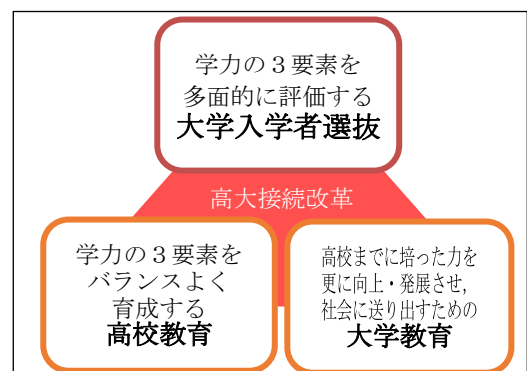 学力の３要素を
多面的に評価する
大学入学者選抜
高大接続改革
学力の３要素を
バランスよく
育成する
高校教育
高校までに培った力を
更に向上・発展させ,
社会に送り出すための
大学教育